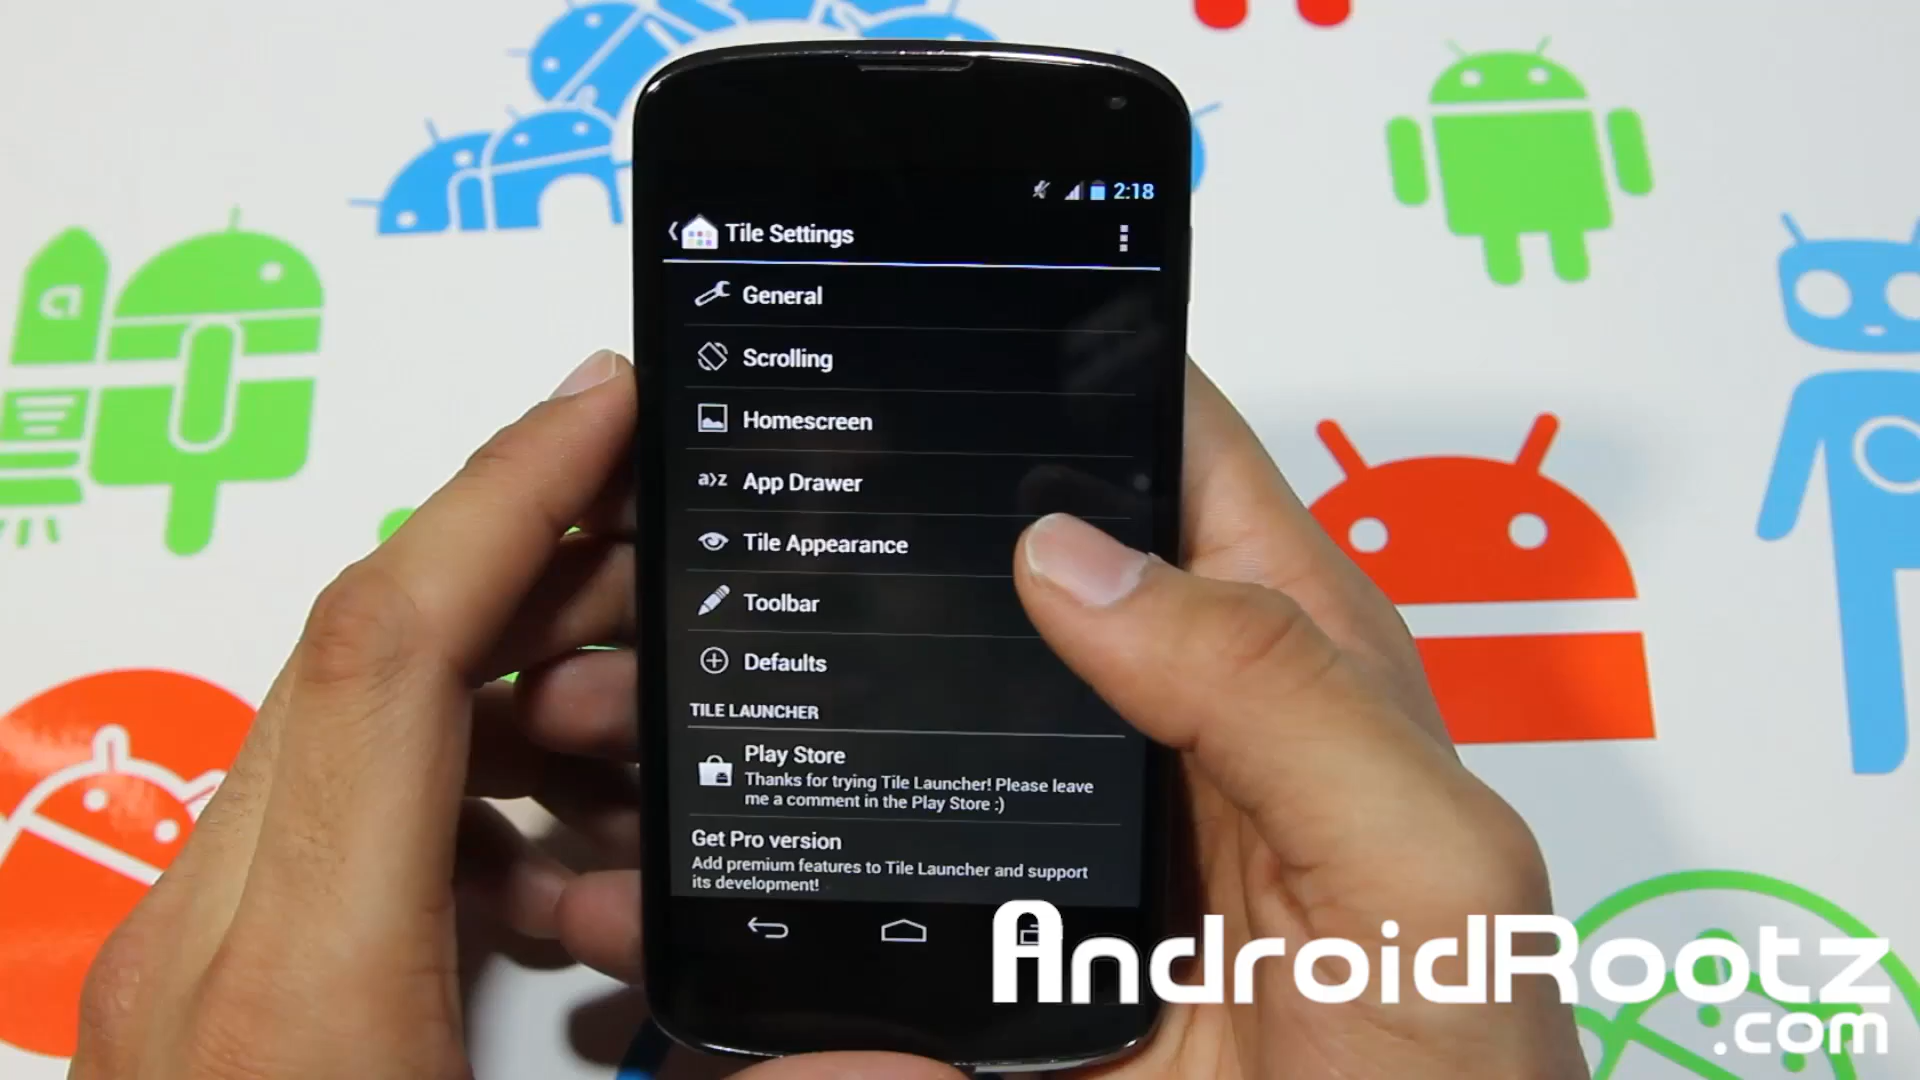 2:18
Tile Settings
General
Scrolling
Homescreen
a›z App Drawer
Tile Appearance
Toolbar
Defaults
TILE LAUNCHER
Play Store
Thanks for trying Tile Launcher! Please leave
me a comment in the Play Store :)
Get Pro version
Add premium features to Tile Launcher and support
its development!
AndroidRootz
.com